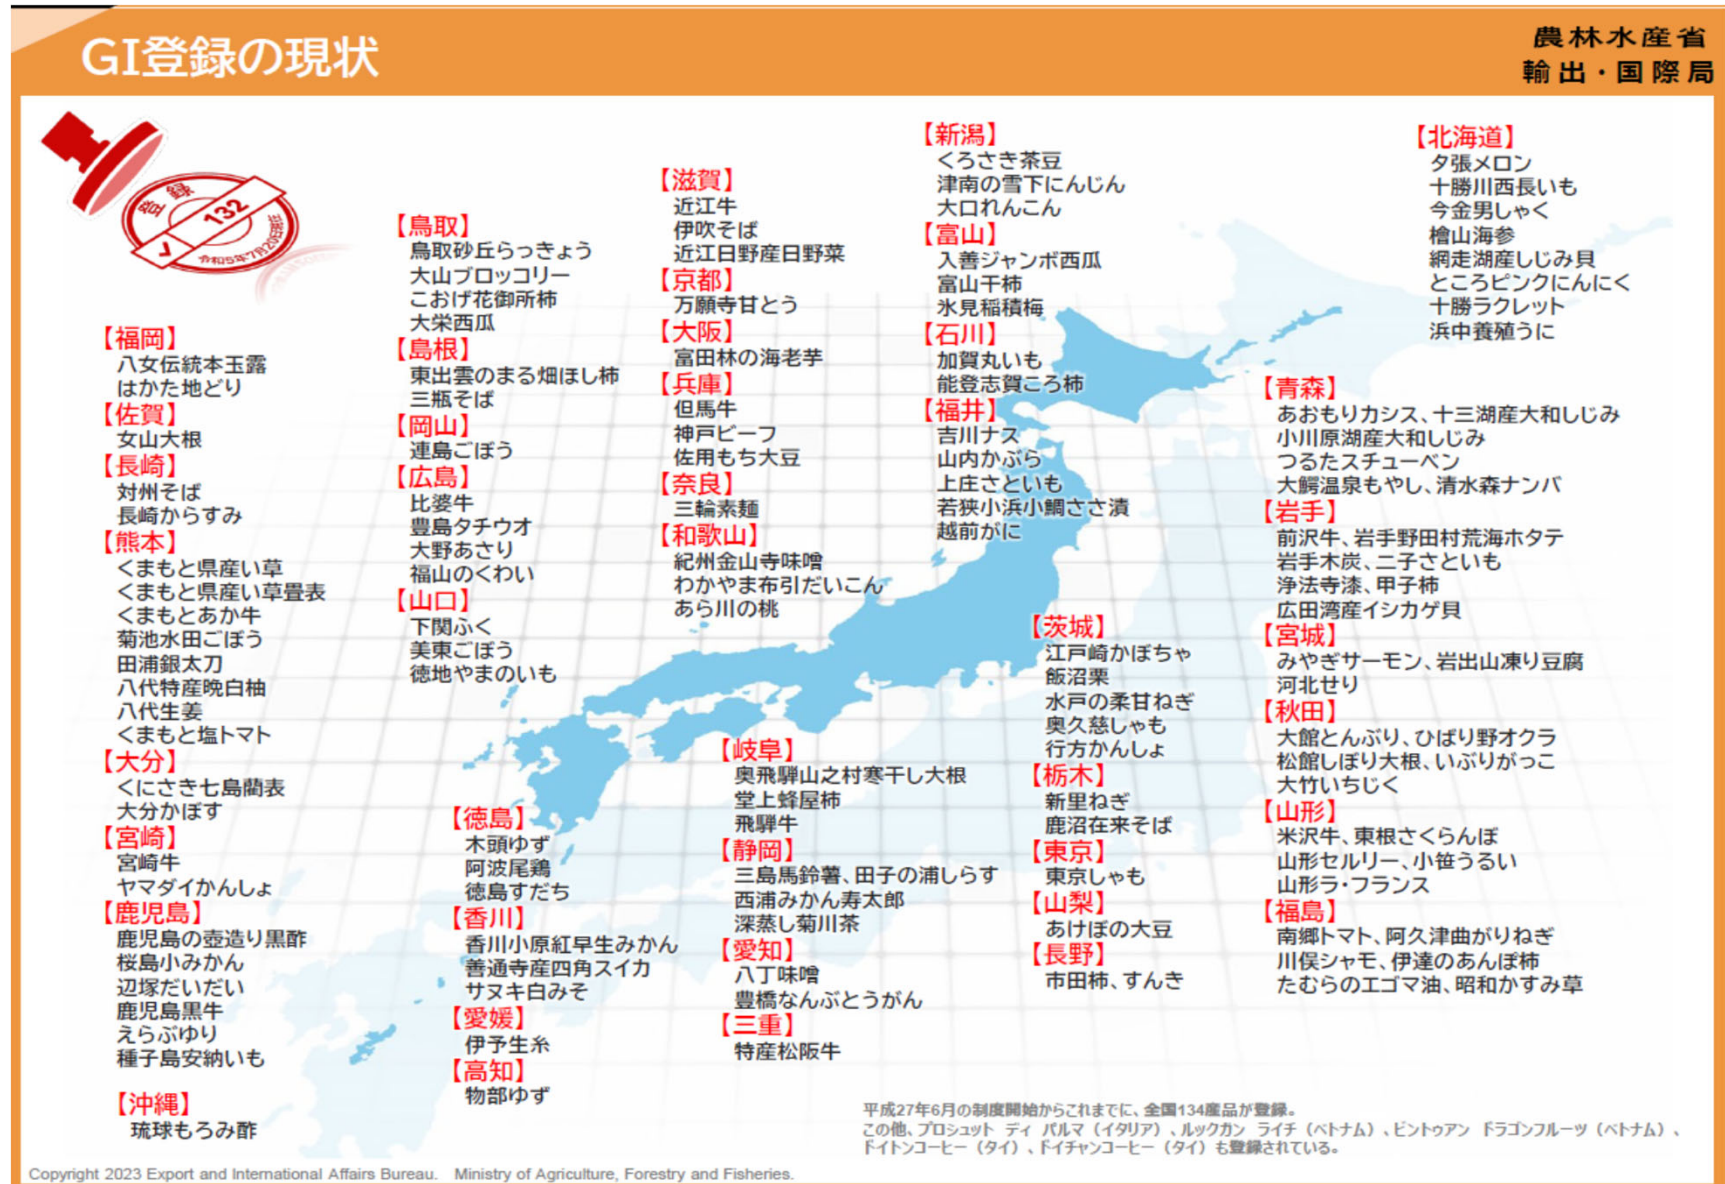 GI登録の現状
農林水産省
輸出・国際局
登録
132
令和5年7月20日現在
【福岡】
八女伝統本玉露
はかた地どり
【佐賀】
女山大根
【長崎】
対州そば
長崎からすみ
【熊本】
くまもと県産い草
くまもと県産い草畳表
くまもとあか牛
菊池水田ごぼう
田浦銀太刀
八代特産晩白柚
八代生姜
くまもと塩トマト
【大分】
くにさき七島藺表
大分かぼす
【宮崎】
宮崎牛
ヤマダイかんしょ
【鹿児島】
鹿児島の壺造り黒酢
桜島小みかん
辺塚だいだい
鹿児島黒牛
えらぶゆり
種子島安納いも
【沖縄】
琉球もろみ酢
【鳥取】
鳥取砂丘らっきょう
大山ブロッコリー
こおげ花御所柿
大栄西瓜
【島根】
東出雲のまる畑ほし柿
三瓶そば
【岡山】
連島ごぼう
【広島】
比婆牛
豊島タチウオ
大野あさり
福山のくわい
【山口】
下関ふく
美東ごぼう
徳地やまのいも
【徳島】
木頭ゆず
阿波尾鶏
徳島すだち
【香川】
香川小原紅早生みかん
善通寺産四角スイカ
サヌキ白みそ
【愛媛】
伊予生糸
【高知】
物部ゆず
【滋賀】
近江牛
伊吹そば
近江日野産日野菜
【京都】
万願寺甘とう
【大阪】
富田林の海老芋
【兵庫】
但馬牛
神戸ビーフ
佐用もち大豆
【奈良】
三輪素麺
【和歌山】
紀州金山寺味噌
わかやま布引だいこん
あら川の桃
【岐阜】
奥飛騨山之村寒干し大根
堂上蜂屋柿
飛騨牛
【静岡】
三島馬鈴薯、田子の浦しらす
西浦みかん寿太郎
深蒸し菊川茶
【愛知】
八丁味噌
豊橋なんぶとうがん
【三重】
特産松阪牛
【新潟】
くろさき茶豆
津南の雪下にんじん
大口れんこん
【富山】
入善ジャンボ西瓜
富山干柿
氷見稲積梅
【石川】
加賀丸いも
能登志賀ころ柿
【福井】
吉川ナス
山内かぶら
上庄さといも
若狭小浜小鯛ささ漬
越前がに
【茨城】
江戸崎かぼちゃ
飯沼栗
水戸の柔甘ねぎ
奥久慈しゃも
行方かんしょ
【栃木】
新里ねぎ
鹿沼在来そば
【東京】
東京しゃも
【山梨】
あけぼの大豆
【長野】
市田柿、すんき
【北海道】
夕張メロン
十勝川西長いも
今金男しゃく
檜山海参
網走湖産しじみ貝
ところピンクにんにく
十勝ラクレット
浜中養殖うに
【青森】
あおもりカシス、十三湖産大和しじみ
小川原湖産大和しじみ
つるたスチューベン
大鰐温泉もやし、清水森ナンバ
【岩手】
前沢牛、岩手野田村荒海ホタテ
岩手木炭、二子さといも
浄法寺漆、甲子柿
広田湾産イシカゲ貝
【宮城】
みやぎサーモン、岩出山凍り豆腐
河北せり
【秋田】
大館とんぶり、ひばり野オクラ
松館しぼり大根、いぶりがっこ
大竹いちじく
【山形】
米沢牛、東根さくらんぼ
山形セルリー、小笹うるい
山形ラ・フランス
【福島】
南郷トマト、阿久津曲がりねぎ
川俣シャモ、伊達のあんぽ柿
たむらのエゴマ油、昭和かすみ草
平成27年6月の制度開始からこれまでに、全国134産品が登録。
この他、プロシュット ディ パルマ（イタリア）、ルックガン ライチ（ベトナム）、ビントゥアン ドラゴンフルーツ（ベトナム）、
ドイトンコーヒー（タイ）、ドイチャンコーヒー（タイ）も登録されている。
Copyright 2023 Export and International Affairs Bureau. Ministry of Agriculture, Forestry and Fisheries.